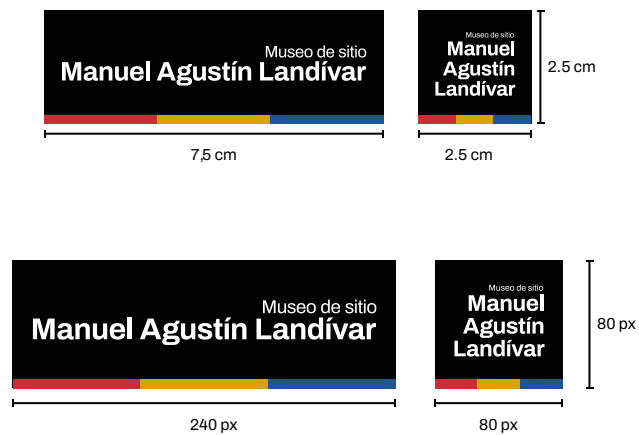 Museo de sitio
Manuel Agustín Landívar
Museo de sitio
Manuel
Agustín
Landívar
2.5 cm
7,5 cm
2.5 cm
Museo de sitio
Manuel Agustín Landívar
Museo de sitio
Manuel
Agustín
Landívar
80 px
240 px
80 px